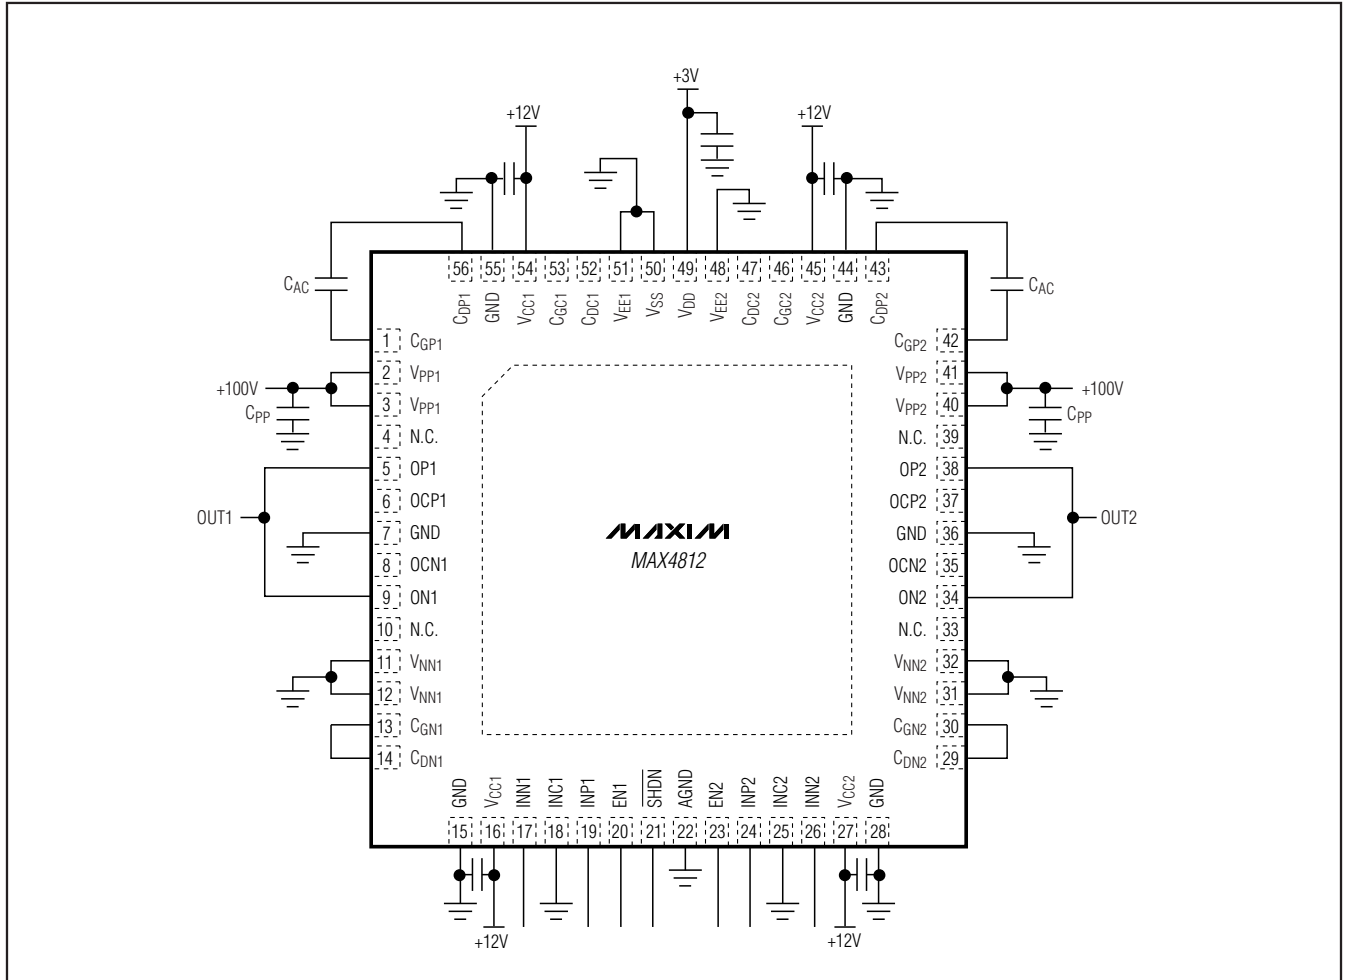 +3V
+12V
+12V
56 55 54 53 52 51 50 49 48 47 46 45 44 43
CDP1 GND VCC1 CGC1 CDC1 VEE1 VSS VDD VEE2 CDC2 CGC2 VCC2 GND CDP2
CAC
CAC
1 CGP1
CGP2 42
+100V
2 VPP1
VPP2 41
+100V
CPP
3 VPP1
VPP2 40
CPP
4 N.C.
N.C. 39
5 OP1
OP2 38
6 OCP1
OCP2 37
OUT1
OUT2
7 GND
GND 36
MAXIM
MAX4812
8 OCN1
OCN2 35
9 ON1
ON2 34
10 N.C.
N.C. 33
11 VNN1
VNN2 32
12 VNN1
VNN2 31
13 CGN1
CGN2 30
14 CDN1
CDN2 29
GND VCC1 INN1 INC1 INP1 EN1 SHDN AGND EN2 INP2 INC2 INN2 VCC2 GND
15 16 17 18 19 20 21 22 23 24 25 26 27 28
+12V
+12V